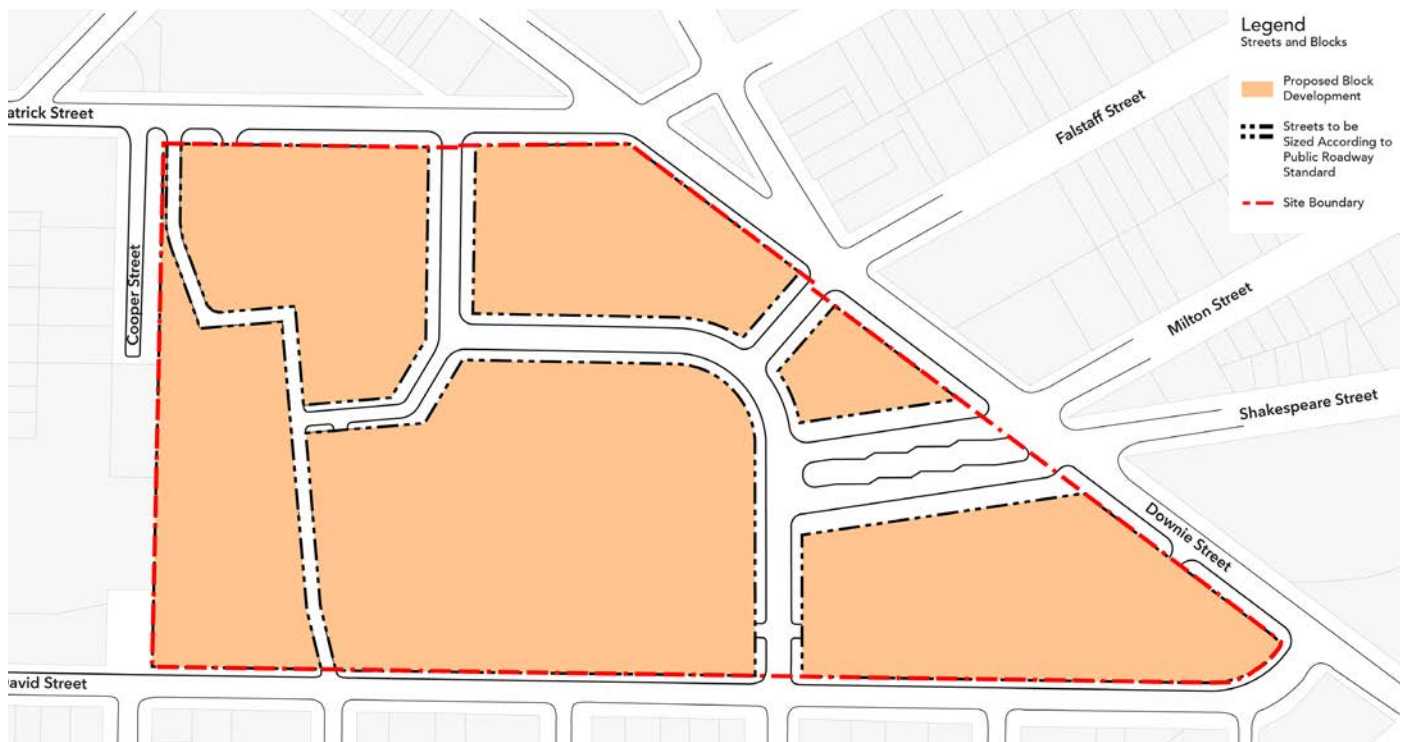 Legend
Streets and Blocks
Proposed Block
Development
Streets to be
Sized According to
Public Roadway
Standard
Site Boundary
atrick Street
Falstaff Street
Cooper Street
Milton Street
Shakespeare Street
Downie Street
avid Street